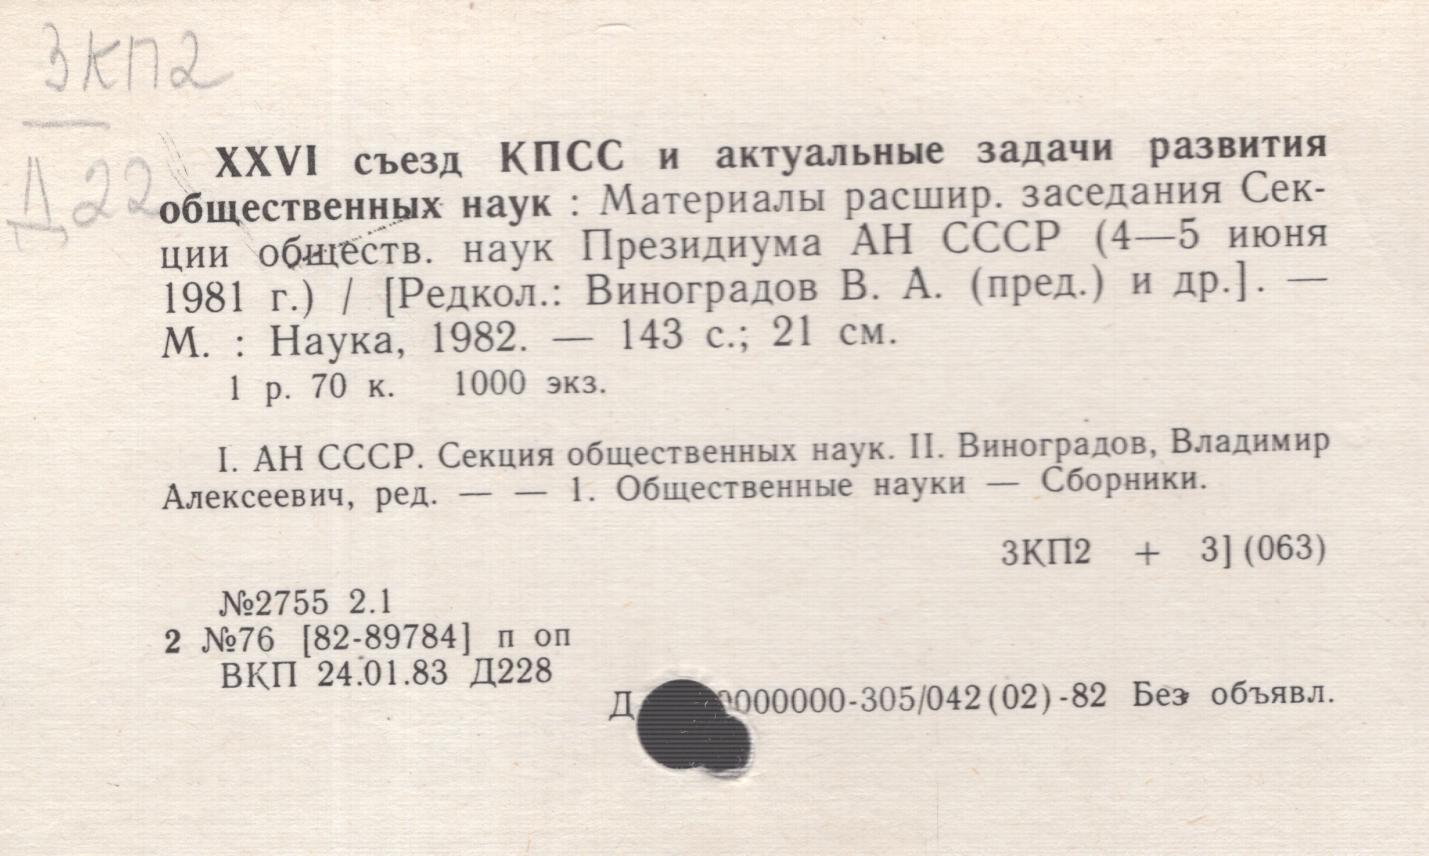 3КП2
Д22
XXVI съезд КПСС и актуальные задачи развития
общественных наук : Материалы расшир. заседания Сек-
ции обществ. наук Президиума АН СССР (4—5 июня
1981 г.) / [Редкол.: Виноградов В. А. (пред.) и др.]. —
М. : Наука, 1982. — 143 с.; 21 см.
1 р. 70 к. 1000 экз.
I. АН СССР. Секция общественных наук. II. Виноградов, Владимир
Алексеевич, ред. — — 1. Общественные науки — Сборники.
3КП2 + 3] (063)
№2755 2.1
2 №76 [82-89784] п оп
ВКП 24.01.83 Д228
Д 0000000-305/042(02)-82 Без объявл.